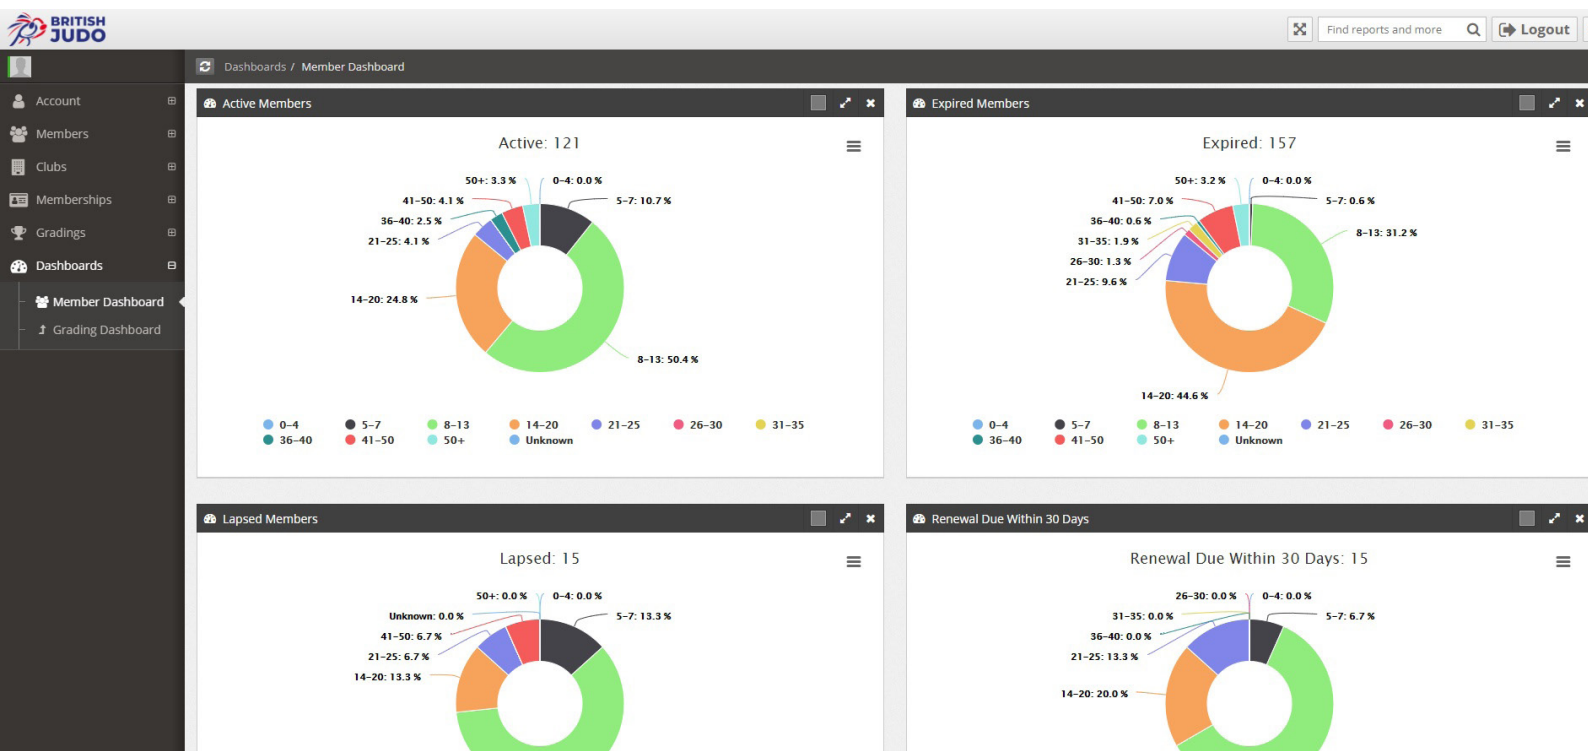 BRITISH
JUDO
Find reports and more
Logout
Dashboards / Member Dashboard
Account
Members
Clubs
Memberships
Gradings
Dashboards
Member Dashboard
Grading Dashboard
Active Members
Active: 121
50+: 3.3 %
0-4: 0.0 %
41-50: 4.1 %
5-7: 10.7 %
36-40: 2.5 %
21-25: 4.1 %
14-20: 24.8 %
8-13: 50.4 %
0-4 5-7 8-13 14-20 21-25 26-30 31-35
36-40 41-50 50+ Unknown
Expired Members
Expired: 157
50+: 3.2 %
0-4: 0.0 %
41-50: 7.0 %
5-7: 0.6 %
36-40: 0.6 %
8-13: 31.2 %
31-35: 1.9 %
26-30: 1.3 %
21-25: 9.6 %
14-20: 44.6 %
0-4 5-7 8-13 14-20 21-25 26-30 31-35
36-40 41-50 50+ Unknown
Lapsed Members
Lapsed: 15
50+: 0.0 %
0-4: 0.0 %
Unknown: 0.0 %
5-7: 13.3 %
41-50: 6.7 %
21-25: 6.7 %
14-20: 13.3 %
Renewal Due Within 30 Days
Renewal Due Within 30 Days: 15
26-30: 0.0 %
0-4: 0.0 %
31-35: 0.0 %
5-7: 6.7 %
36-40: 0.0 %
21-25: 13.3 %
14-20: 20.0 %